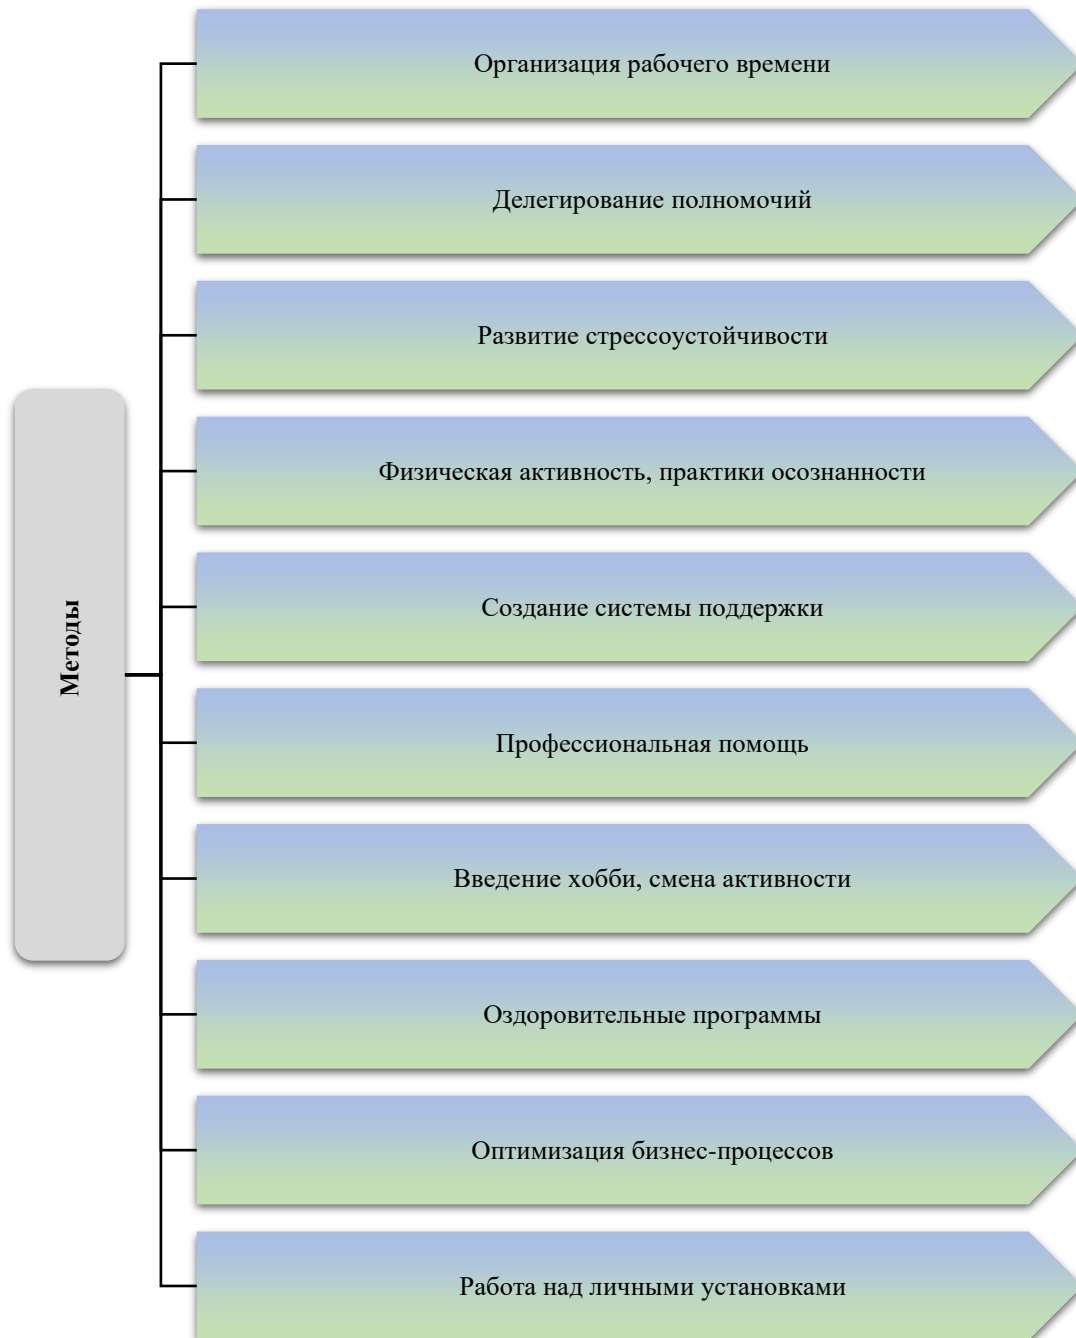 Методы
Организация рабочего времени
Делегирование полномочий
Развитие стрессоустойчивости
Физическая активность, практики осознанности
Создание системы поддержки
Профессиональная помощь
Введение хобби, смена активности
Оздоровительные программы
Оптимизация бизнес-процессов
Работа над личными установками